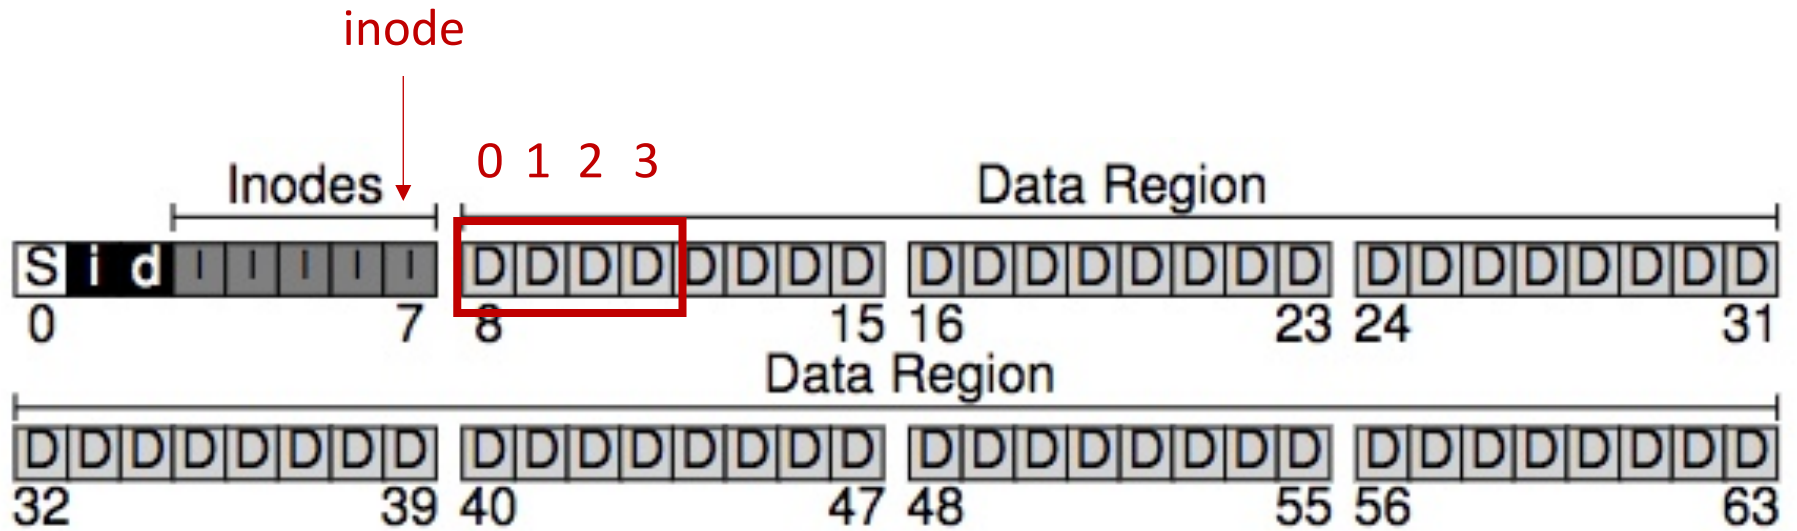 inode
0 1 2 3
Inodes Data Region
S i d I I I I I D D D D D D D D D D D D D D D D D D D D D D D D
0 7 8 15 16 23 24 31
Data Region
D D D D D D D D D D D D D D D D D D D D D D D D D D D D D D D D
32 39 40 47 48 55 56 63